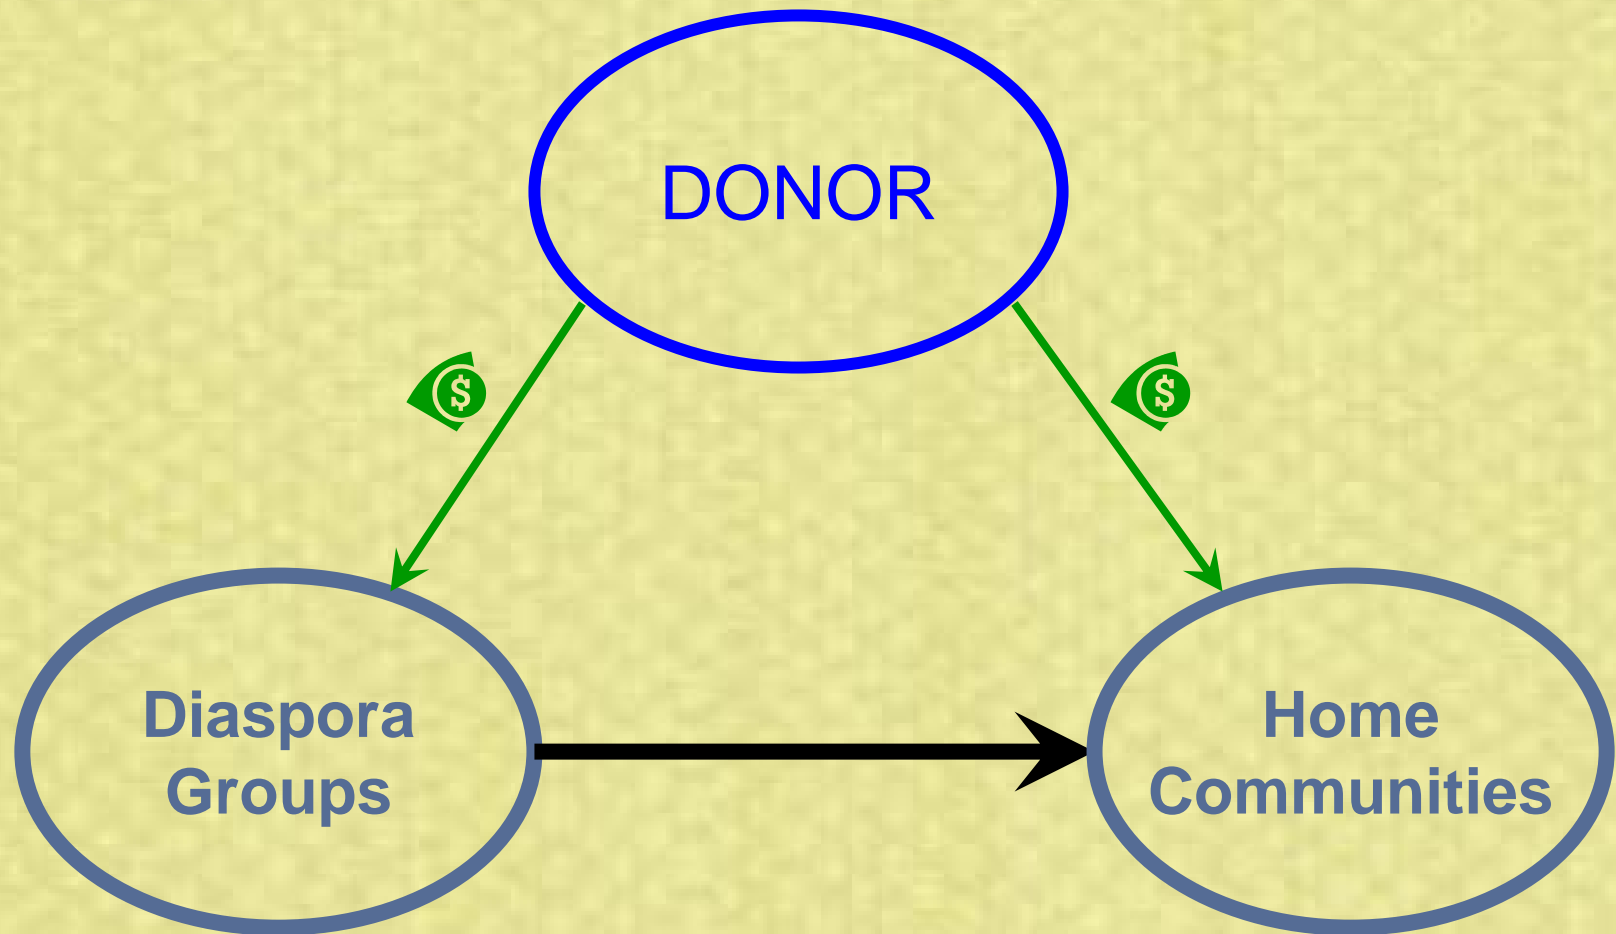 DONOR
$
$
Diaspora
Groups
Home
Communities